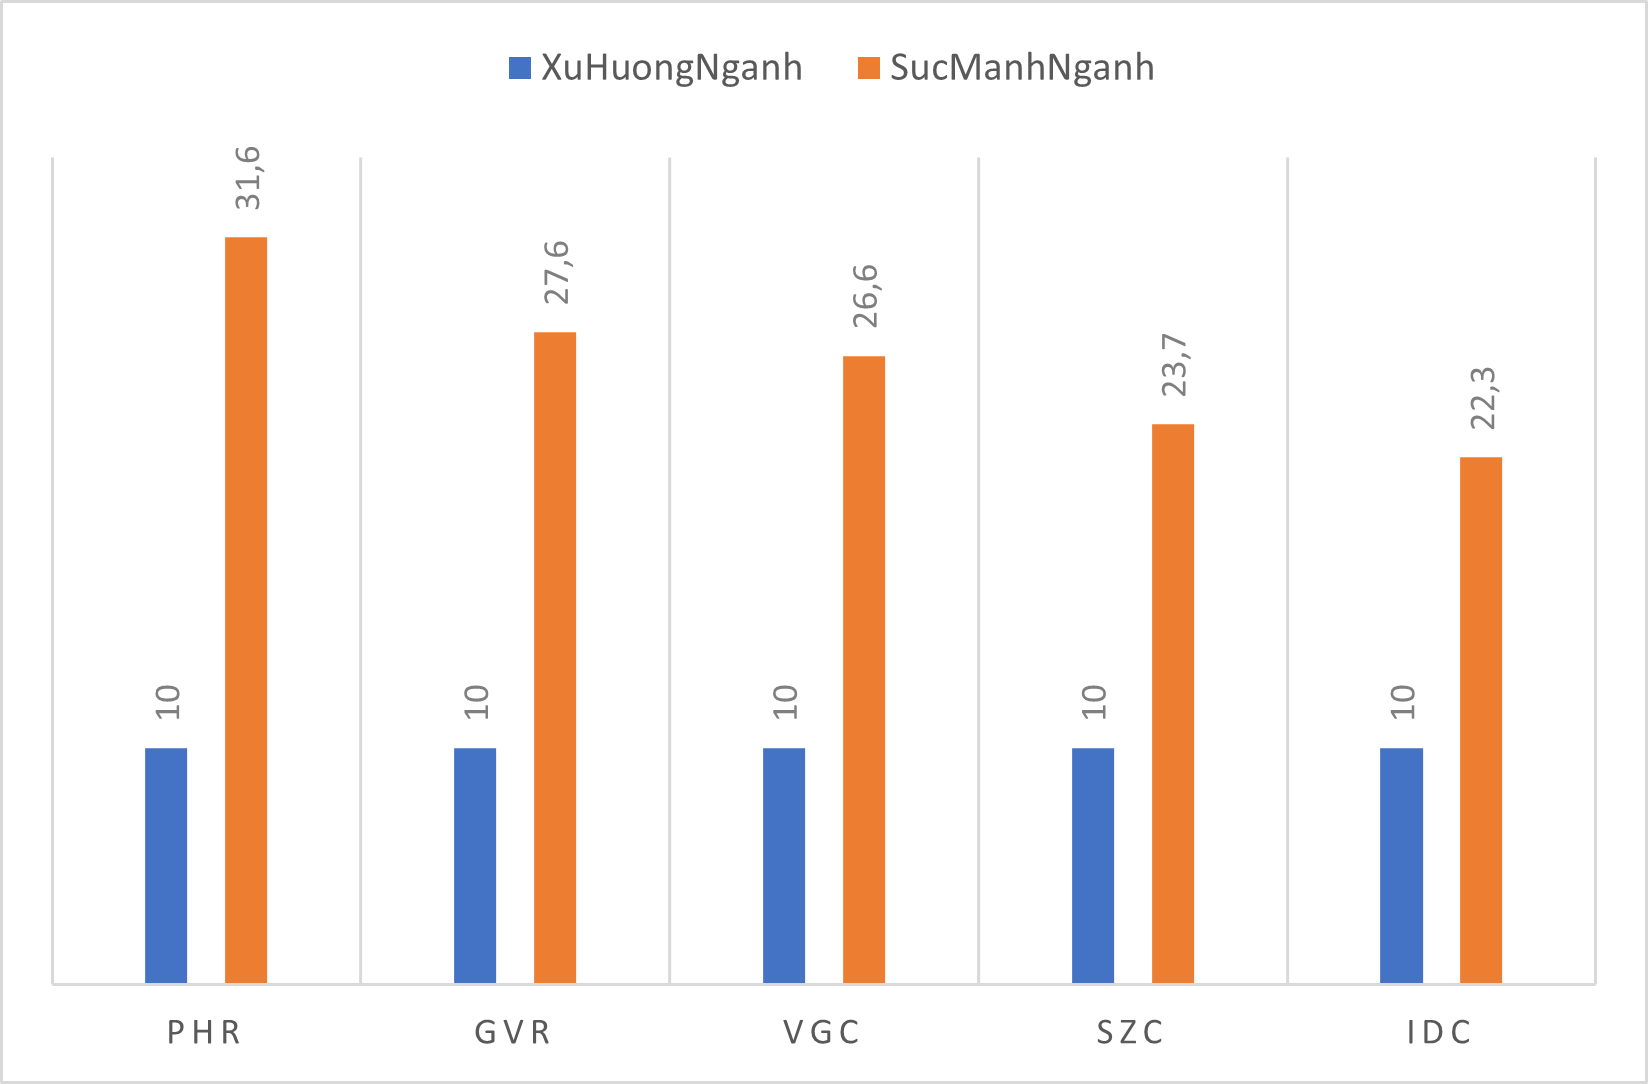 XuHuongNganh SucManhNganh
31,6
27,6
26,6
23,7
22,3
10 10 10 10 10
PHR GVR VGC SZC IDC